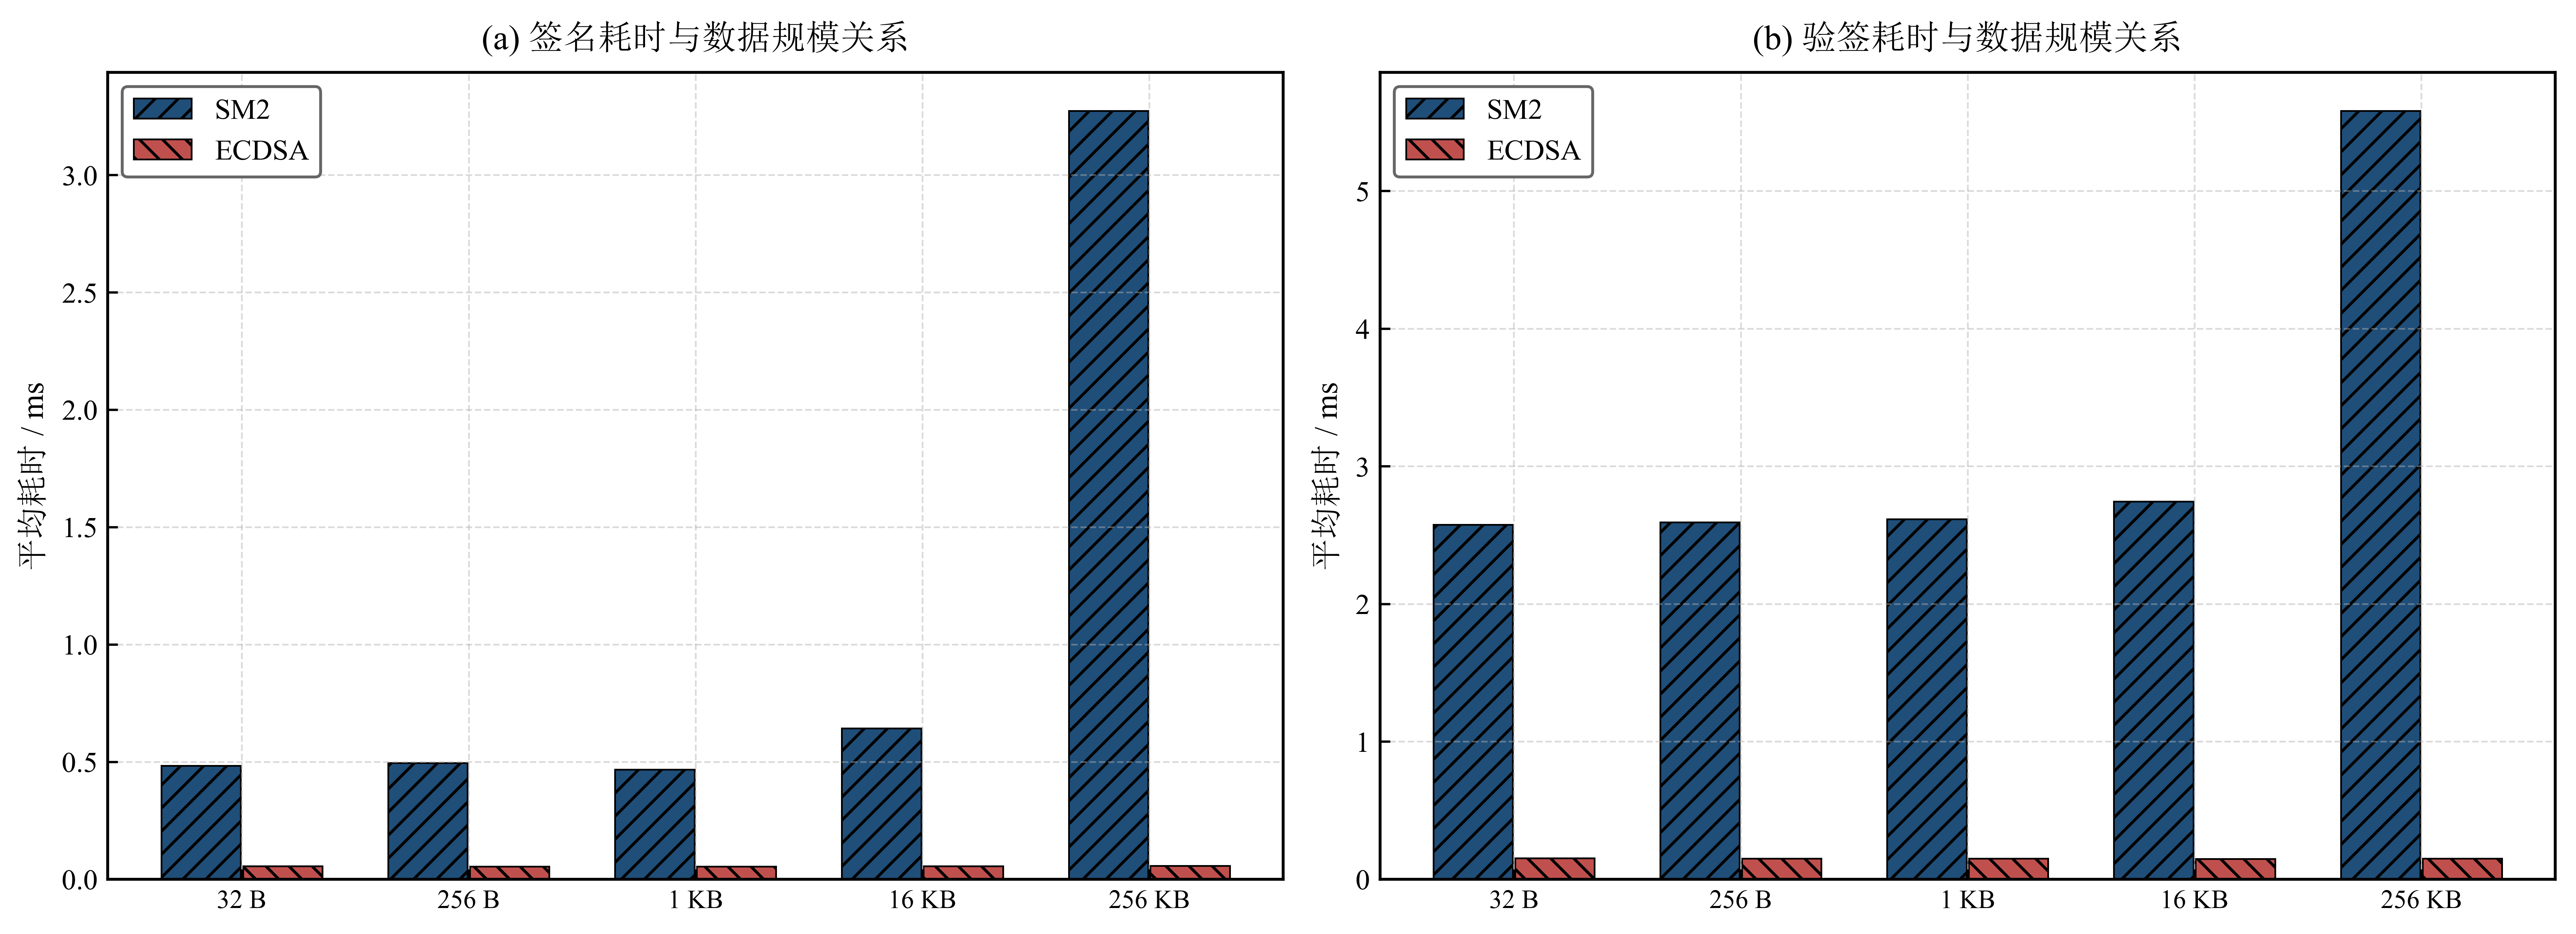 (a) 签名耗时与数据规模关系
SM2
ECDSA
平均耗时 / ms
3.0
2.5
2.0
1.5
1.0
0.5
0.0
32 B
256 B
1 KB
16 KB
256 KB
(b) 验签耗时与数据规模关系
SM2
ECDSA
平均耗时 / ms
5
4
3
2
1
0
32 B
256 B
1 KB
16 KB
256 KB